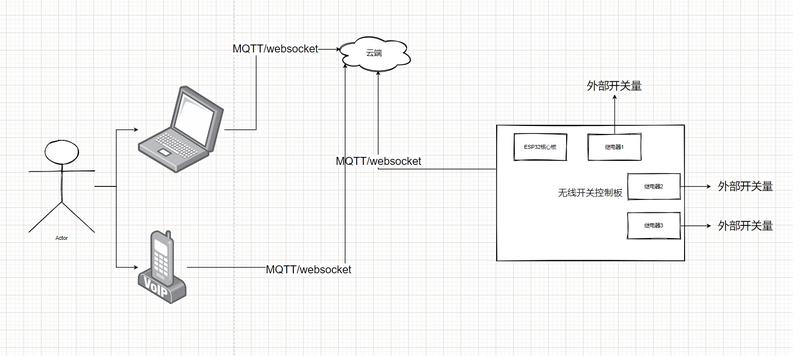 MQTT/websocket
云端
外部开关量
ESP32核心板
继电器1
MQTT/websocket
无线开关控制板
继电器2
外部开关量
继电器3
外部开关量
Actor
MQTT/websocket
VoIP